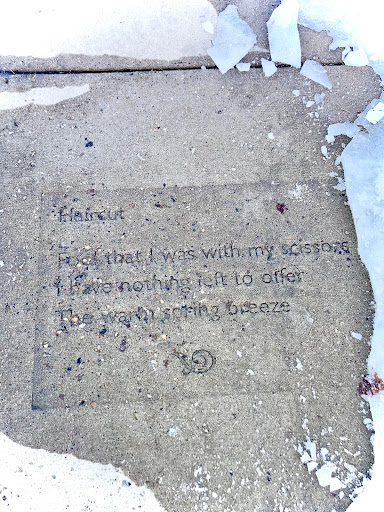 Haircut
Fool that I was with my scissors
I have nothing left to offer
The warm spring breeze